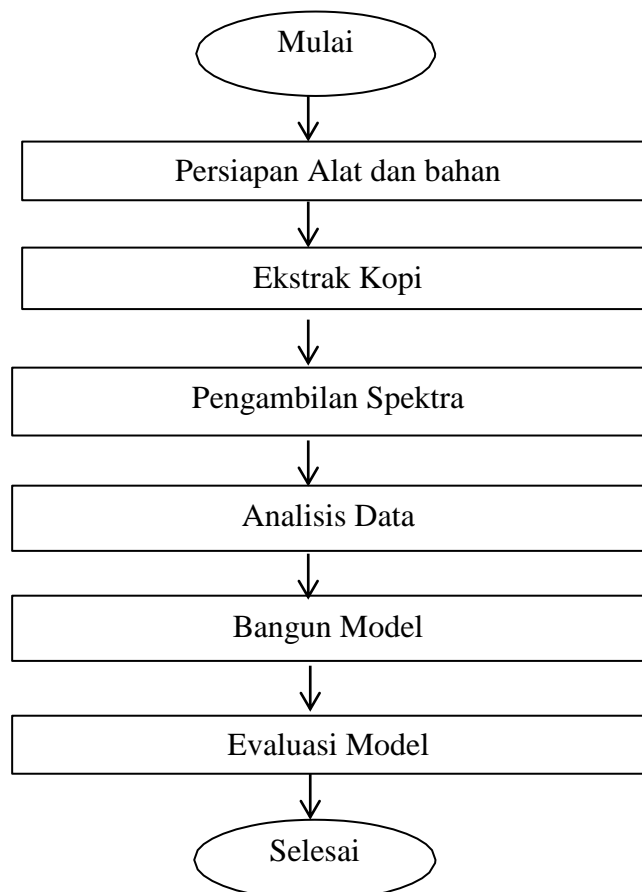 Mulai
Persiapan Alat dan bahan
Ekstrak Kopi
Pengambilan Spektra
Analisis Data
Bangun Model
Evaluasi Model
Selesai